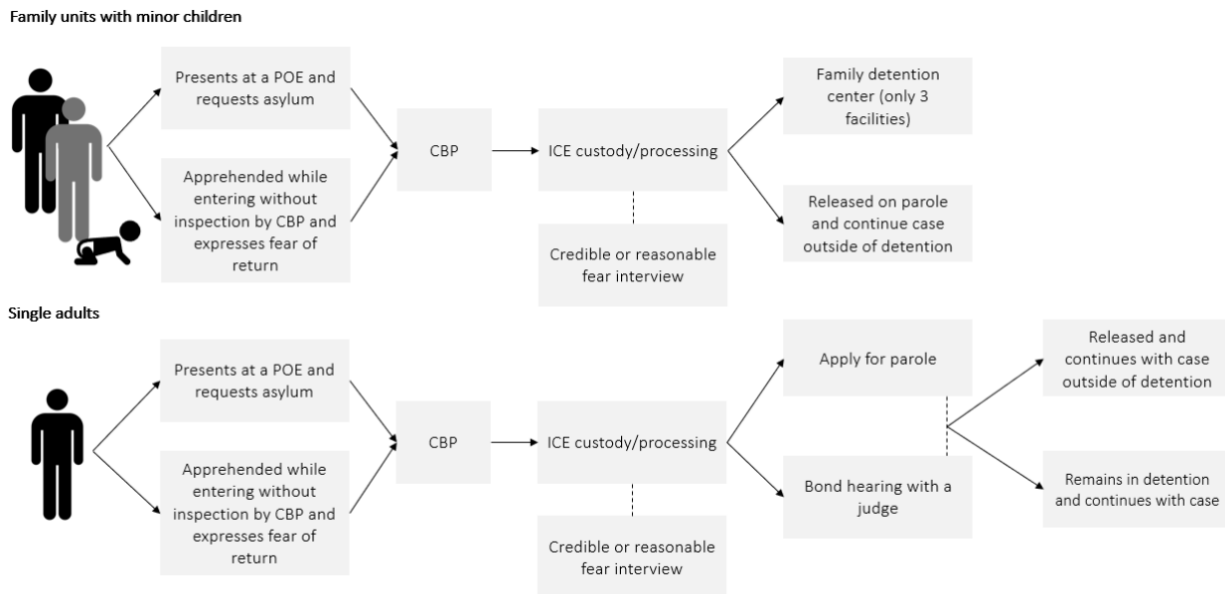 Family units with minor children
Presents at a POE and
requests asylum
Apprehended while
entering without
inspection by CBP and
expresses fear of
return
CBP
ICE custody/processing
Credible or reasonable
fear interview
Family detention
center (only 3
facilities)
Released on parole
and continue case
outside of detention
Single adults
Presents at a POE and
requests asylum
Apprehended while
entering without
inspection by CBP and
expresses fear of
return
CBP
ICE custody/processing
Credible or reasonable
fear interview
Apply for parole
Bond hearing with a
judge
Released and
continues with case
outside of detention
Remains in detention
and continues with case